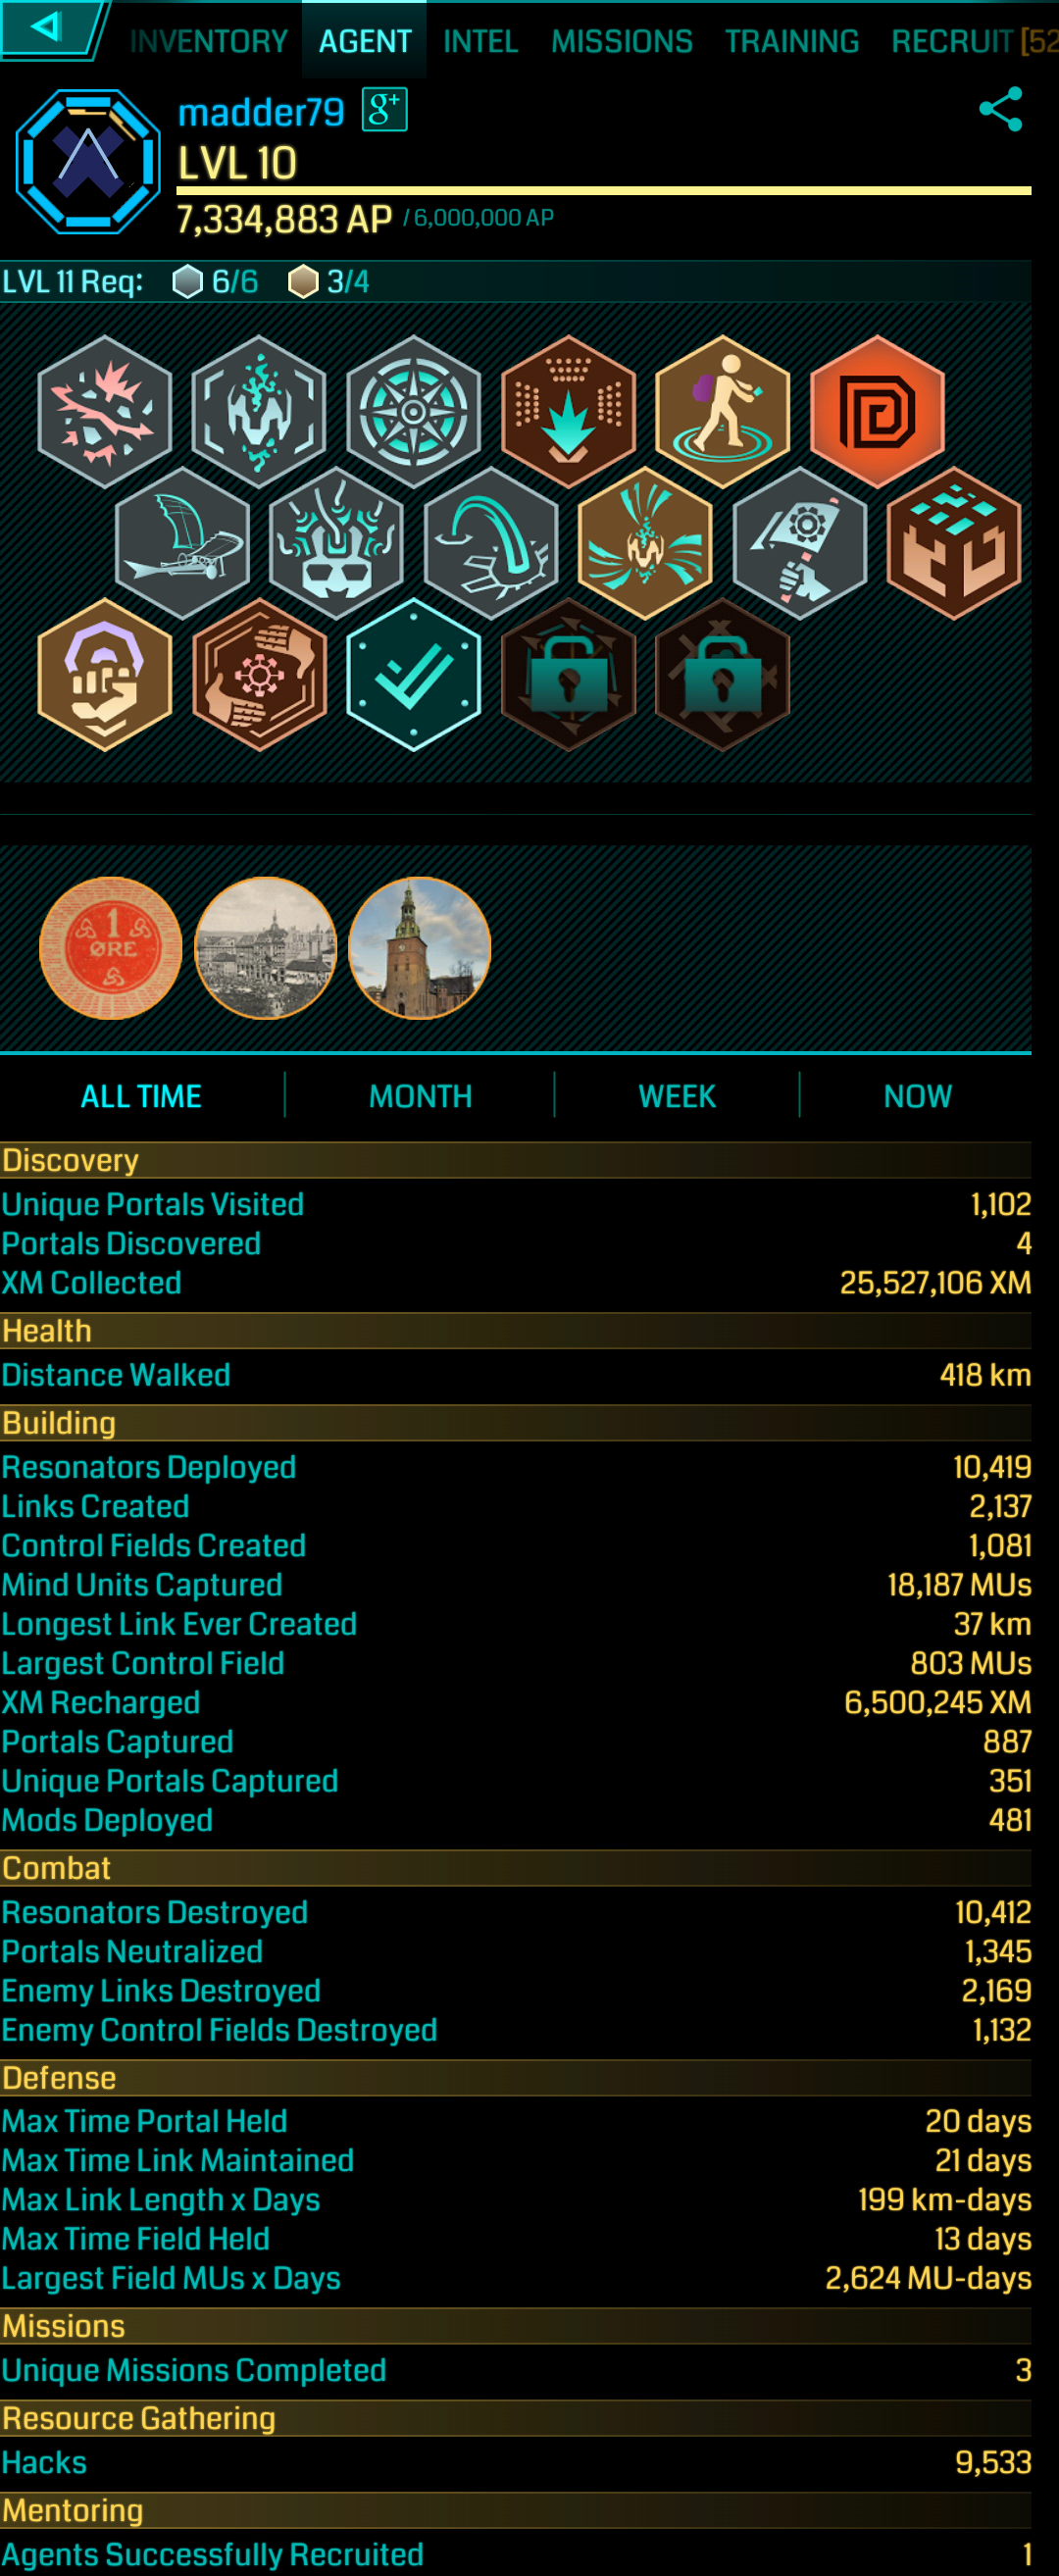 INVENTORY AGENT INTEL MISSIONS TRAINING RECRUIT [52
madder79 g+
LVL 10
7,334,883 AP / 6,000,000 AP
LVL 11 Req: 6/6 3/4
1
ØRE
ALL TIME MONTH WEEK NOW
Discovery
Unique Portals Visited 1,102
Portals Discovered 4
XM Collected 25,527,106 XM
Health
Distance Walked 418 km
Building
Resonators Deployed 10,419
Links Created 2,137
Control Fields Created 1,081
Mind Units Captured 18,187 MUs
Longest Link Ever Created 37 km
Largest Control Field 803 MUs
XM Recharged 6,500,245 XM
Portals Captured 887
Unique Portals Captured 351
Mods Deployed 481
Combat
Resonators Destroyed 10,412
Portals Neutralized 1,345
Enemy Links Destroyed 2,169
Enemy Control Fields Destroyed 1,132
Defense
Max Time Portal Held 20 days
Max Time Link Maintained 21 days
Max Link Length x Days 199 km-days
Max Time Field Held 13 days
Largest Field MUs x Days 2,624 MU-days
Missions
Unique Missions Completed 3
Resource Gathering
Hacks 9,533
Mentoring
Agents Successfully Recruited 1